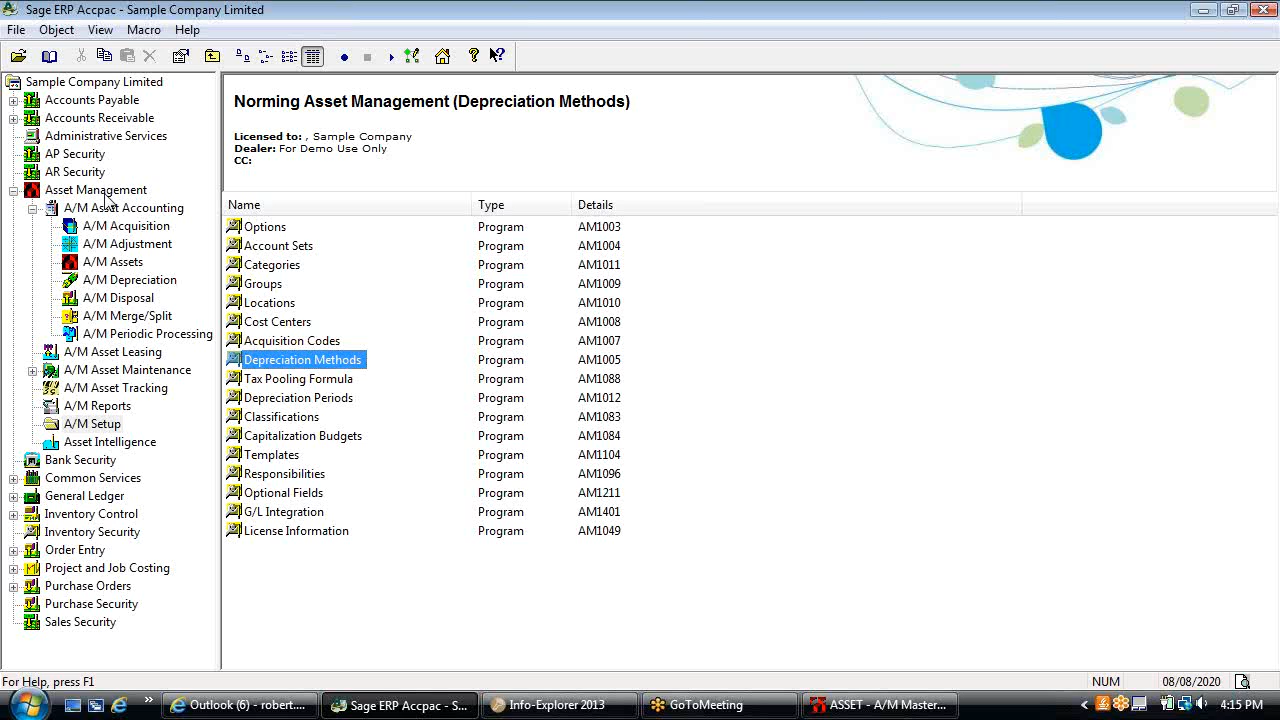 Sage ERP Accpac - Sample Company Limited
File Object View Macro Help
Sample Company Limited
Accounts Payable
Accounts Receivable
Administrative Services
AP Security
AR Security
Asset Management
A/M Asset Accounting
A/M Acquisition
A/M Adjustment
A/M Assets
A/M Depreciation
A/M Disposal
A/M Merge/Split
A/M Periodic Processing
A/M Asset Leasing
A/M Asset Maintenance
A/M Asset Tracking
A/M Reports
A/M Setup
Asset Intelligence
Bank Security
Common Services
General Ledger
Inventory Control
Inventory Security
Order Entry
Project and Job Costing
Purchase Orders
Purchase Security
Sales Security
Norming Asset Management (Depreciation Methods)
Licensed to: , Sample Company
Dealer: For Demo Use Only
CC:
Name Type Details
Options Program AM1003
Account Sets Program AM1004
Categories Program AM1011
Groups Program AM1009
Locations Program AM1010
Cost Centers Program AM1008
Acquisition Codes Program AM1007
Depreciation Methods Program AM1005
Tax Pooling Formula Program AM1088
Depreciation Periods Program AM1012
Classifications Program AM1083
Capitalization Budgets Program AM1084
Templates Program AM1104
Responsibilities Program AM1096
Optional Fields Program AM1211
G/L Integration Program AM1401
License Information Program AM1049
For Help, press F1 NUM 08/08/2020
Outlook (6) - robert.... Sage ERP Accpac - S... Info-Explorer 2013 GoToMeeting ASSET - A/M Master... 4:15 PM